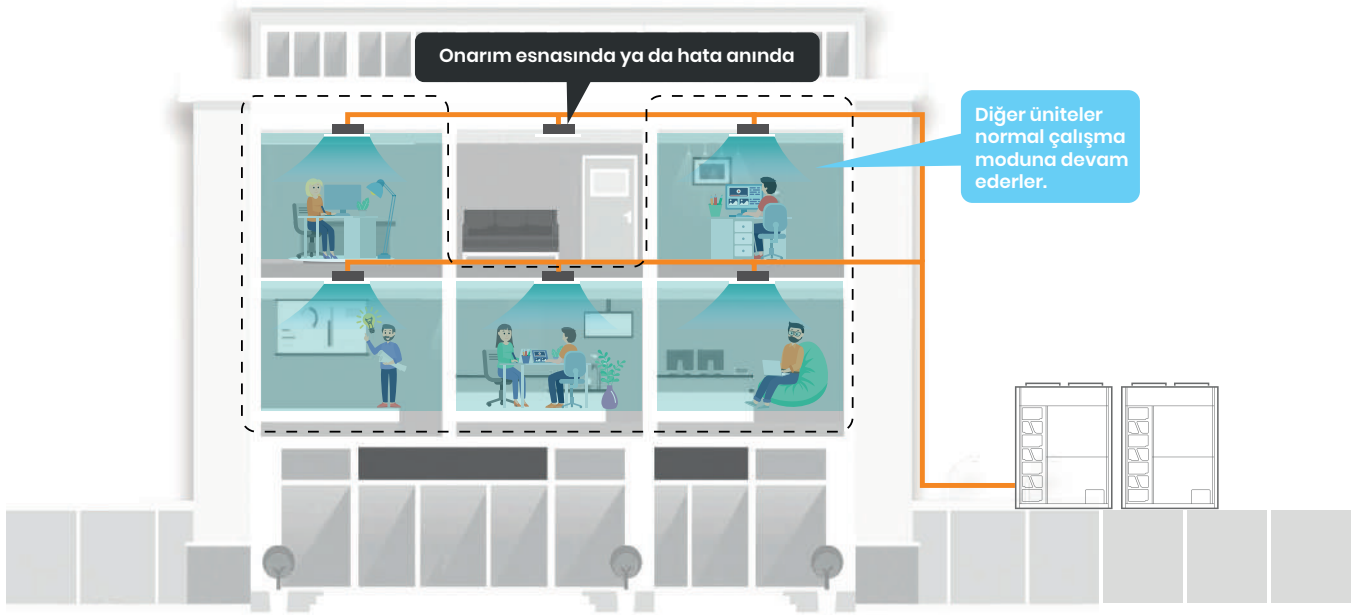 Onarım esnasında ya da hata anında
Diğer üniteler
normal çalışma
moduna devam
ederler.